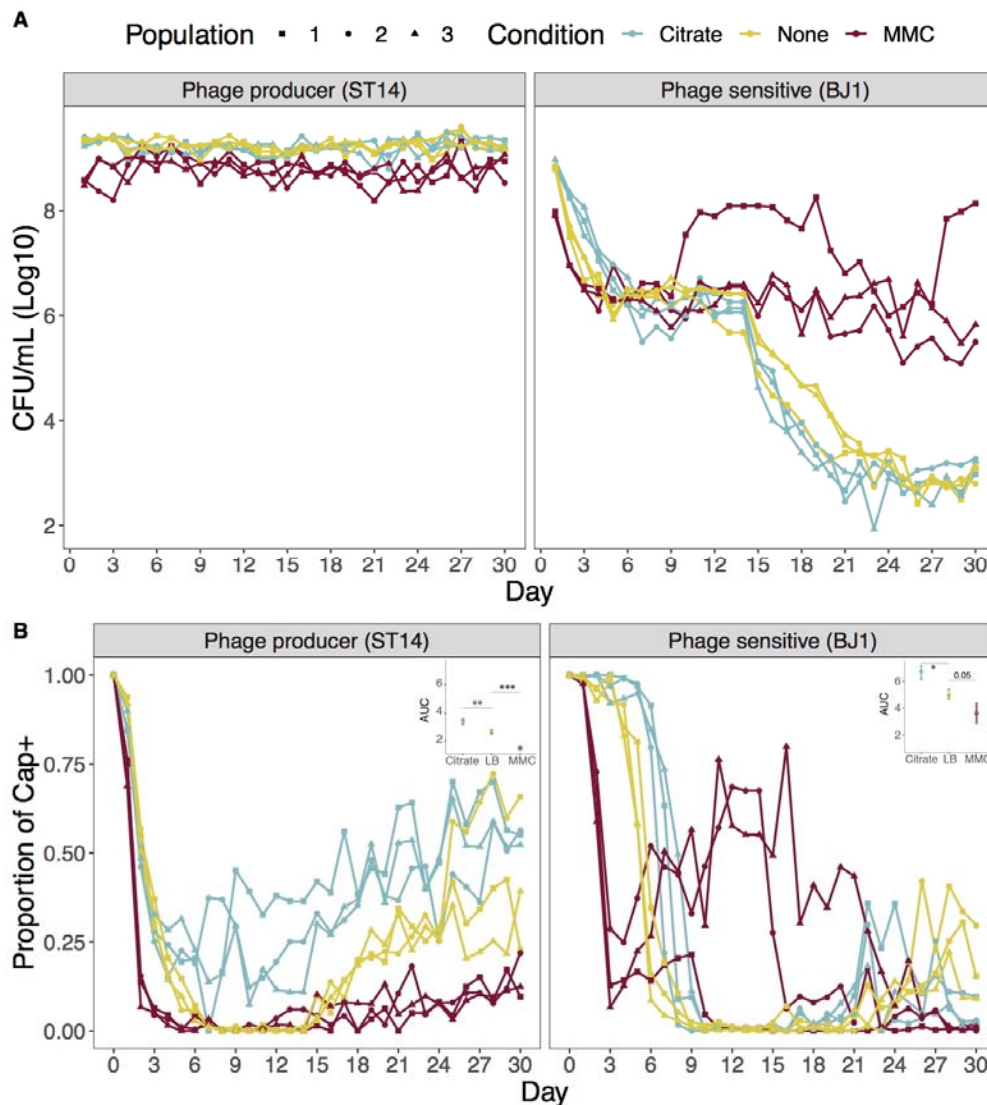 A
Population 1 2 3 Condition Citrate None MMC
Phage producer (ST14) Phage sensitive (BJ1)
CFU/mL (Log10)
8
6
4
2
0 3 6 9 12 15 18 21 24 27 30 0 3 6 9 12 15 18 21 24 27 30
Day
B
Phage producer (ST14) Phage sensitive (BJ1)
Proportion of Cap+
1.00
0.75
0.50
0.25
0.00
AUC
6
4
2
** ***
Citrate LB MMC
AUC
6
4
2
* 0.05
Citrate LB MMC
0 3 6 9 12 15 18 21 24 27 30 0 3 6 9 12 15 18 21 24 27 30
Day